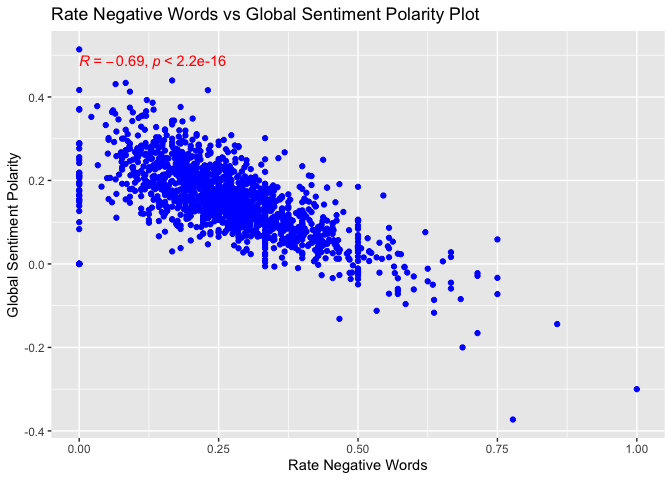 Rate Negative Words vs Global Sentiment Polarity Plot
R = −0.69, p < 2.2e-16
Global Sentiment Polarity
0.4
0.2
0.0
-0.2
-0.4
0.00 0.25 0.50 0.75 1.00
Rate Negative Words